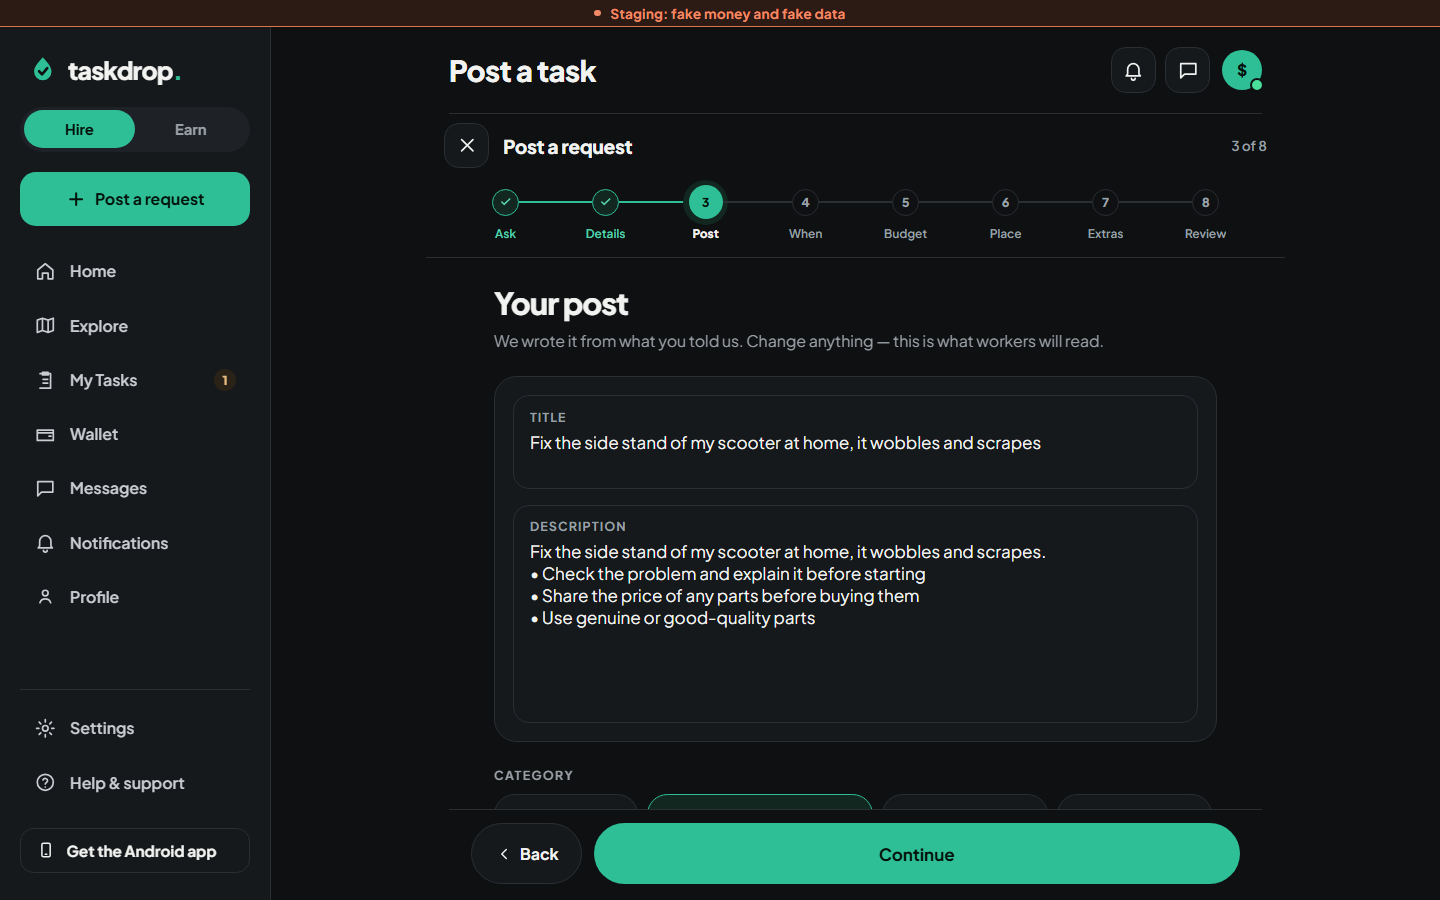 Staging: fake money and fake data
taskdrop.
Hire
Earn
Post a request
Home
Explore
My Tasks
1
Wallet
Messages
Notifications
Profile
Settings
Help & support
Get the Android app
Post a task
$
Post a request
3 of 8
3
4
5
6
7
8
Ask
Details
Post
When
Budget
Place
Extras
Review
Your post
We wrote it from what you told us. Change anything — this is what workers will read.
TITLE
Fix the side stand of my scooter at home, it wobbles and scrapes
DESCRIPTION
Fix the side stand of my scooter at home, it wobbles and scrapes.
• Check the problem and explain it before starting
• Share the price of any parts before buying them
• Use genuine or good-quality parts
CATEGORY
Back
Continue